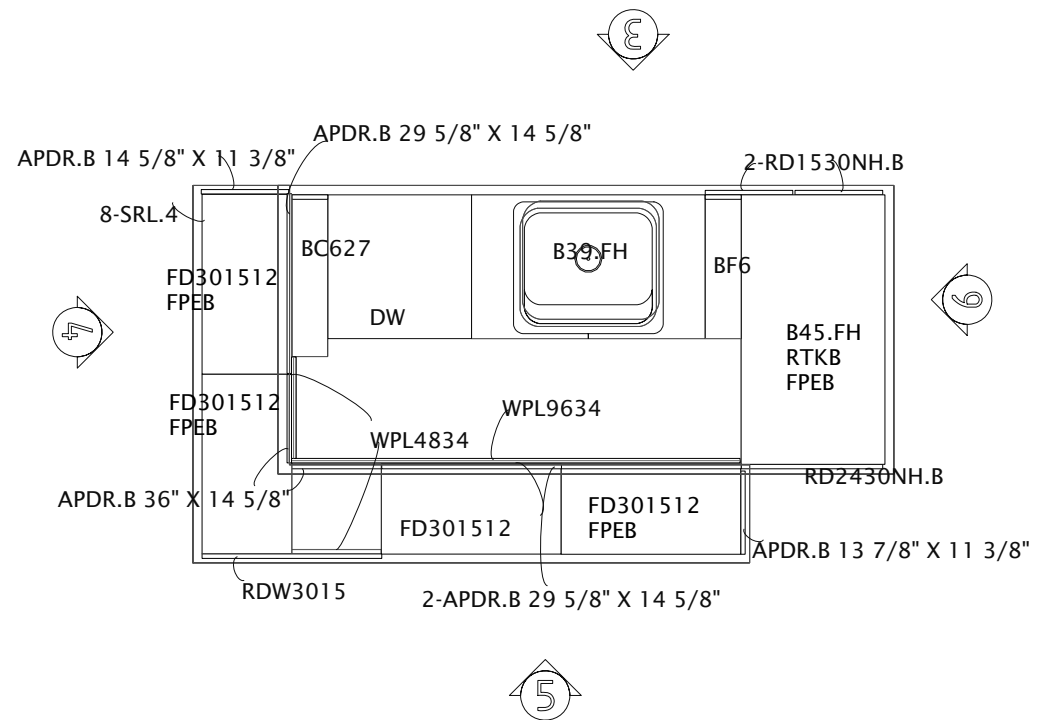 3
APDR.B 29 5/8" X 14 5/8"
APDR.B 14 5/8" X 11 3/8"
2-RD1530NH.B
8-SRL.4
BC627
B39.FH
BF6
FD301512
FPEB
DW
4
6
B45.FH
RTKB
FPEB
FD301512
FPEB
WPL9634
WPL4834
RD2430NH.B
APDR.B 36" X 14 5/8"
FD301512
FD301512
FPEB
APDR.B 13 7/8" X 11 3/8"
RDW3015
2-APDR.B 29 5/8" X 14 5/8"
5